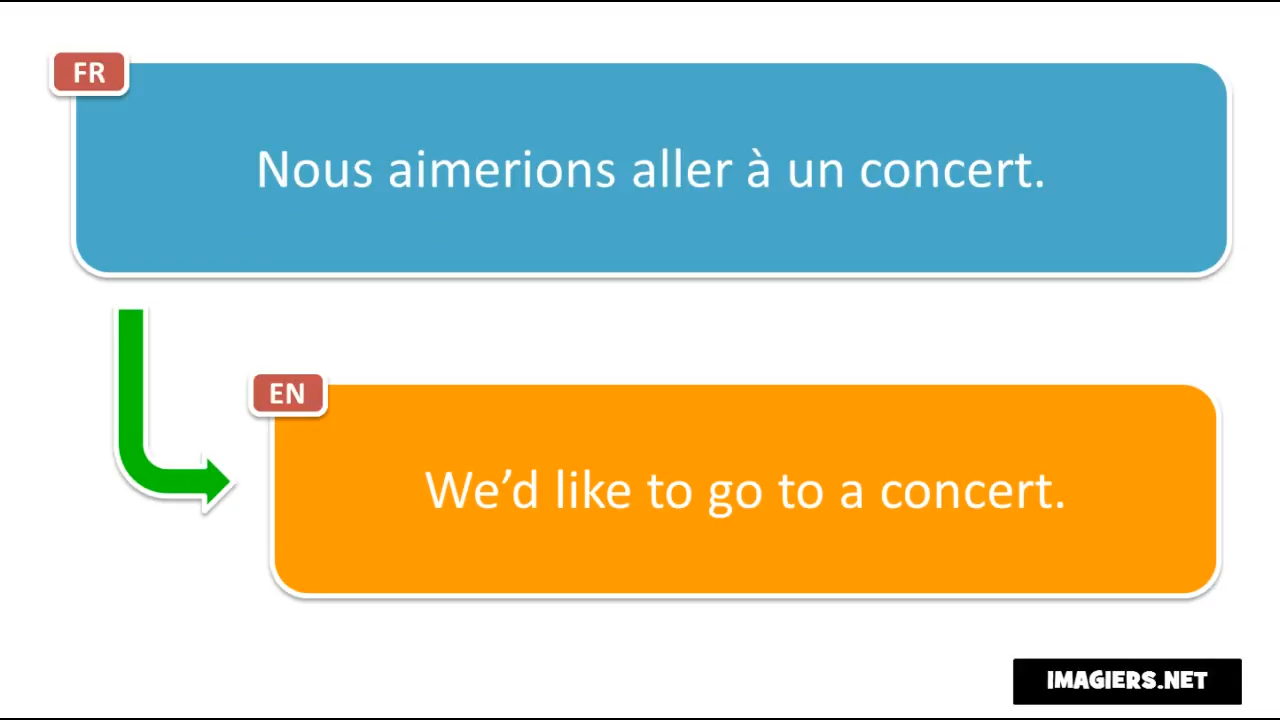 FR
Nous aimerions aller à un concert.
EN
We’d like to go to a concert.
IMAGIERS.NET